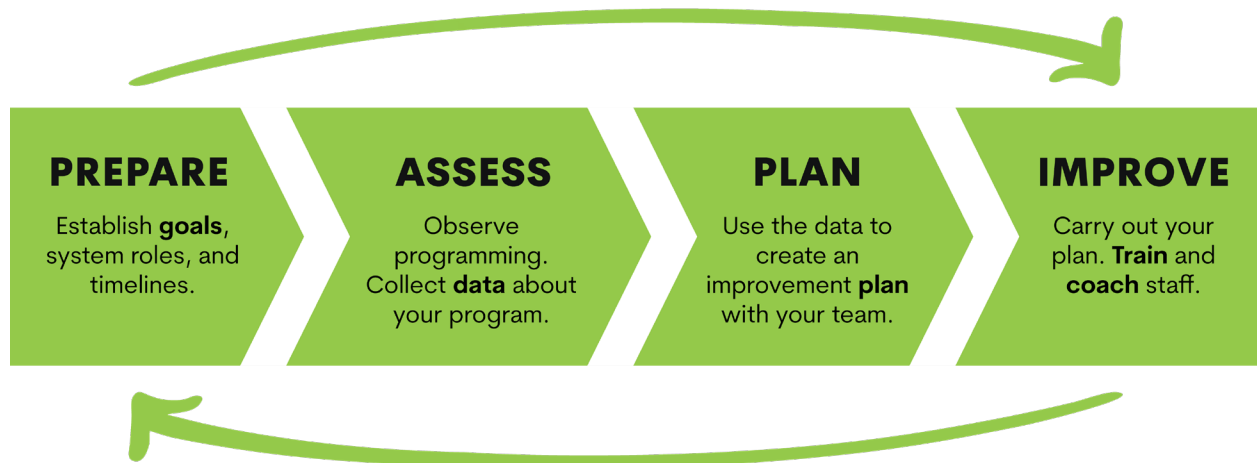 PREPARE
Establish goals,
system roles, and
timelines.
ASSESS
Observe
programming.
Collect data about
your program.
PLAN
Use the data to
create an
improvement plan
with your team.
IMPROVE
Carry out your
plan. Train and
coach staff.